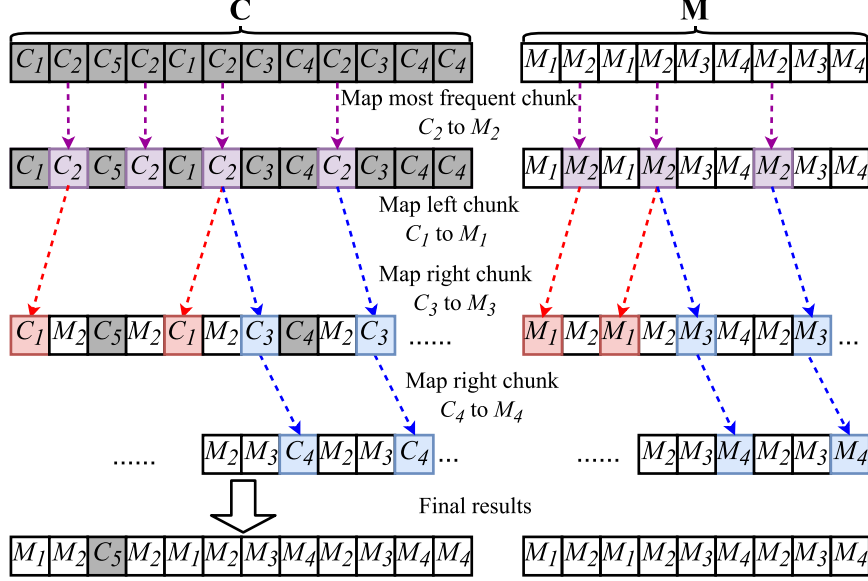 C M
C1 C2 C5 C2 C1 C2 C3 C4 C2 C3 C4 C4 M1 M2 M1 M2 M3 M4 M2 M3 M4
Map most frequent chunk
C2 to M2
C1 C2 C5 C2 C1 C2 C3 C4 C2 C3 C4 C4 M1 M2 M1 M2 M3 M4 M2 M3 M4
Map left chunk
C1 to M1
Map right chunk
C3 to M3
C1 M2 C5 M2 C1 M2 C3 C4 M2 C3 ...... M1 M2 M1 M2 M3 M4 M2 M3 ...
Map right chunk
C4 to M4
...... M2 M3 C4 M2 M3 C4 ... ...... M2 M3 M4 M2 M3 M4
Final results
M1 M2 C5 M2 M1 M2 M3 M4 M2 M3 M4 M4 M1 M2 M1 M2 M3 M4 M2 M3 M4